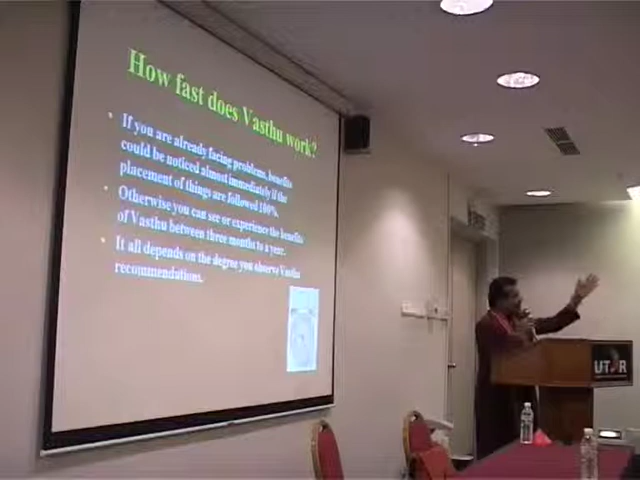 How fast does Vasthu work?
• If you are already facing problems, benefits
could be noticed almost immediately if the
placement of things are followed 100%.
• Otherwise you can see or experience the benefits
of Vasthu between three months to a year.
• It all depends on the degree you observe Vasthu
recommendations.
UTAR